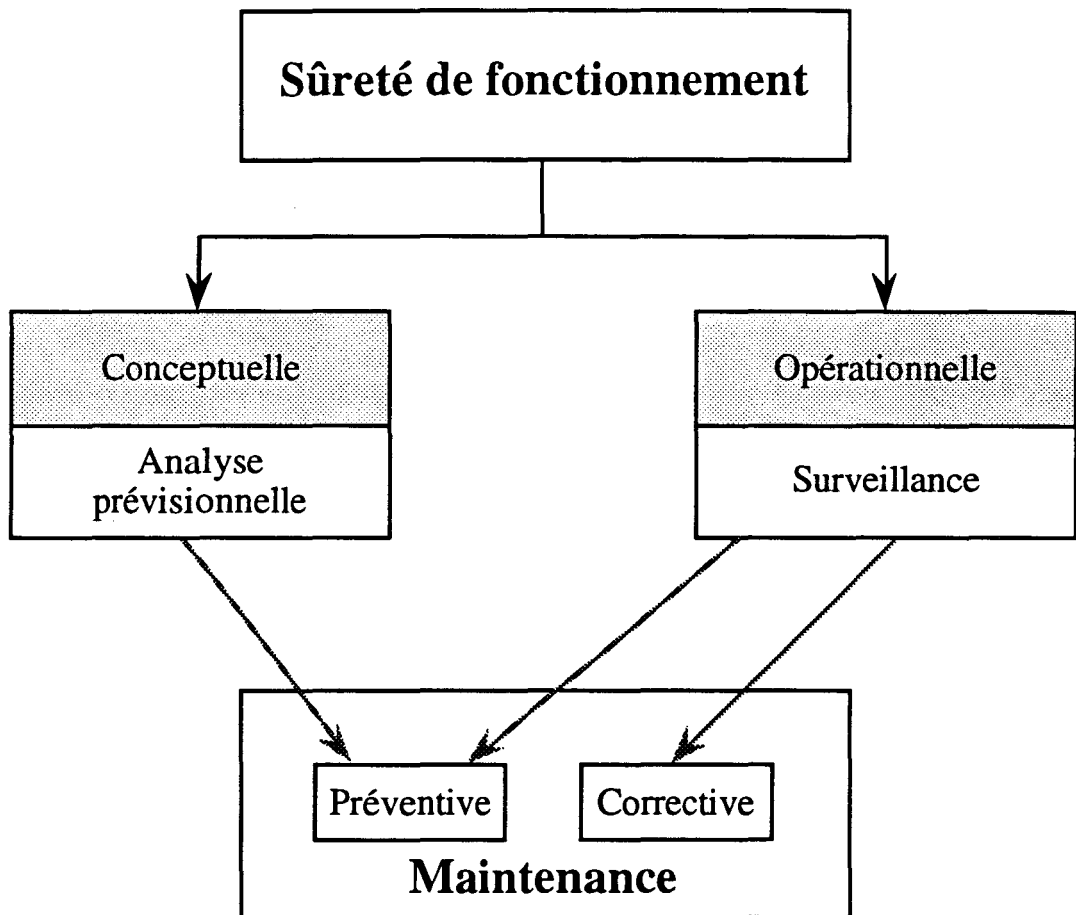 Sûreté de fonctionnement
Conceptuelle
Analyse
prévisionnelle
Opérationnelle
Surveillance
Préventive
Corrective
Maintenance